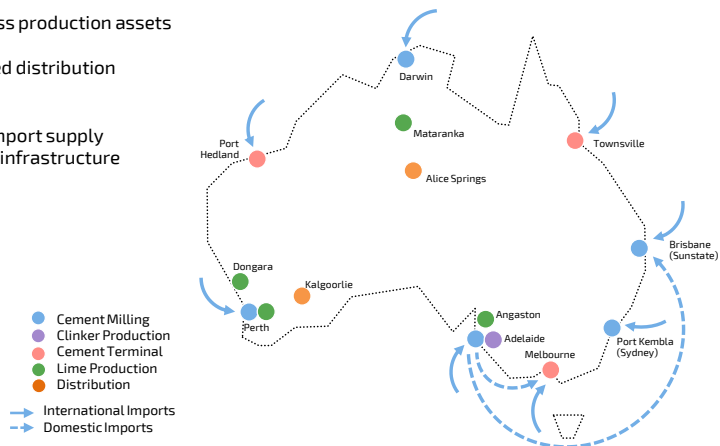 ss production assets
ed distribution
mport supply
infrastructure
Darwin
Mataranka
Port
Hedland
Townsville
Alice Springs
Brisbane
(Sunstate)
Dongara
Kalgoorlie
Perth
Angaston
Adelaide
Melbourne
Port Kembla
(Sydney)
Cement Milling
Clinker Production
Cement Terminal
Lime Production
Distribution
International Imports
Domestic Imports